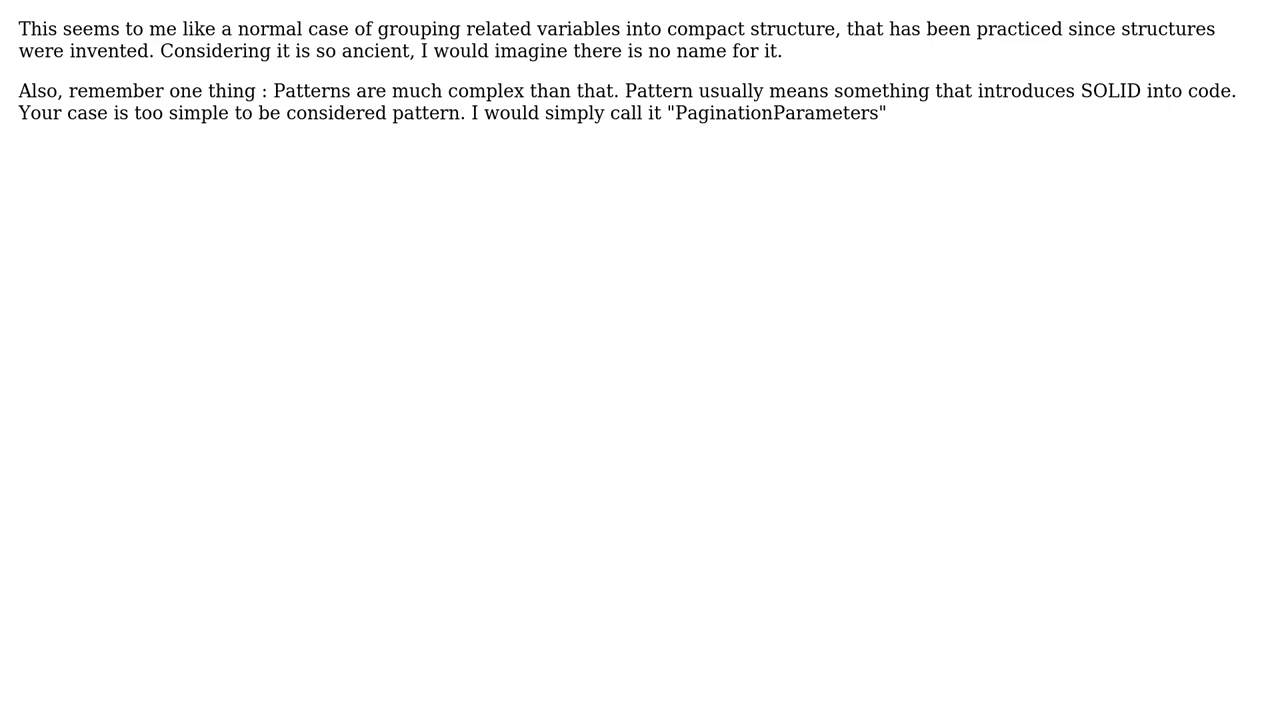 This seems to me like a normal case of grouping related variables into compact structure, that has been practiced since structures
were invented. Considering it is so ancient, I would imagine there is no name for it.
Also, remember one thing : Patterns are much complex than that. Pattern usually means something that introduces SOLID into code.
Your case is too simple to be considered pattern. I would simply call it "PaginationParameters"